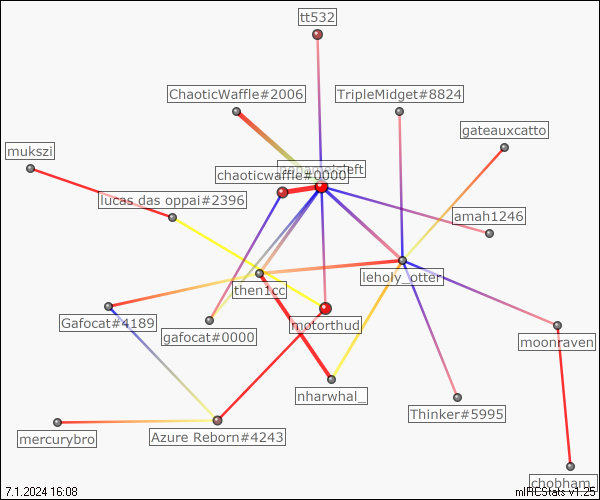 tt532
ChaoticWaffle#2006
TripleMidget#8824
gateauxcatto
mukszi
chaoticwaffle#0000
lucas das oppai#2396
amah1246
leholy_otter
then1cc
Gafocat#4189
gafocat#0000
motorthud
moonraven
nharwhal_
Thinker#5995
mercurybro
Azure Reborn#4243
chobham_
7.1.2024 16:08
mIRCStats v1.25